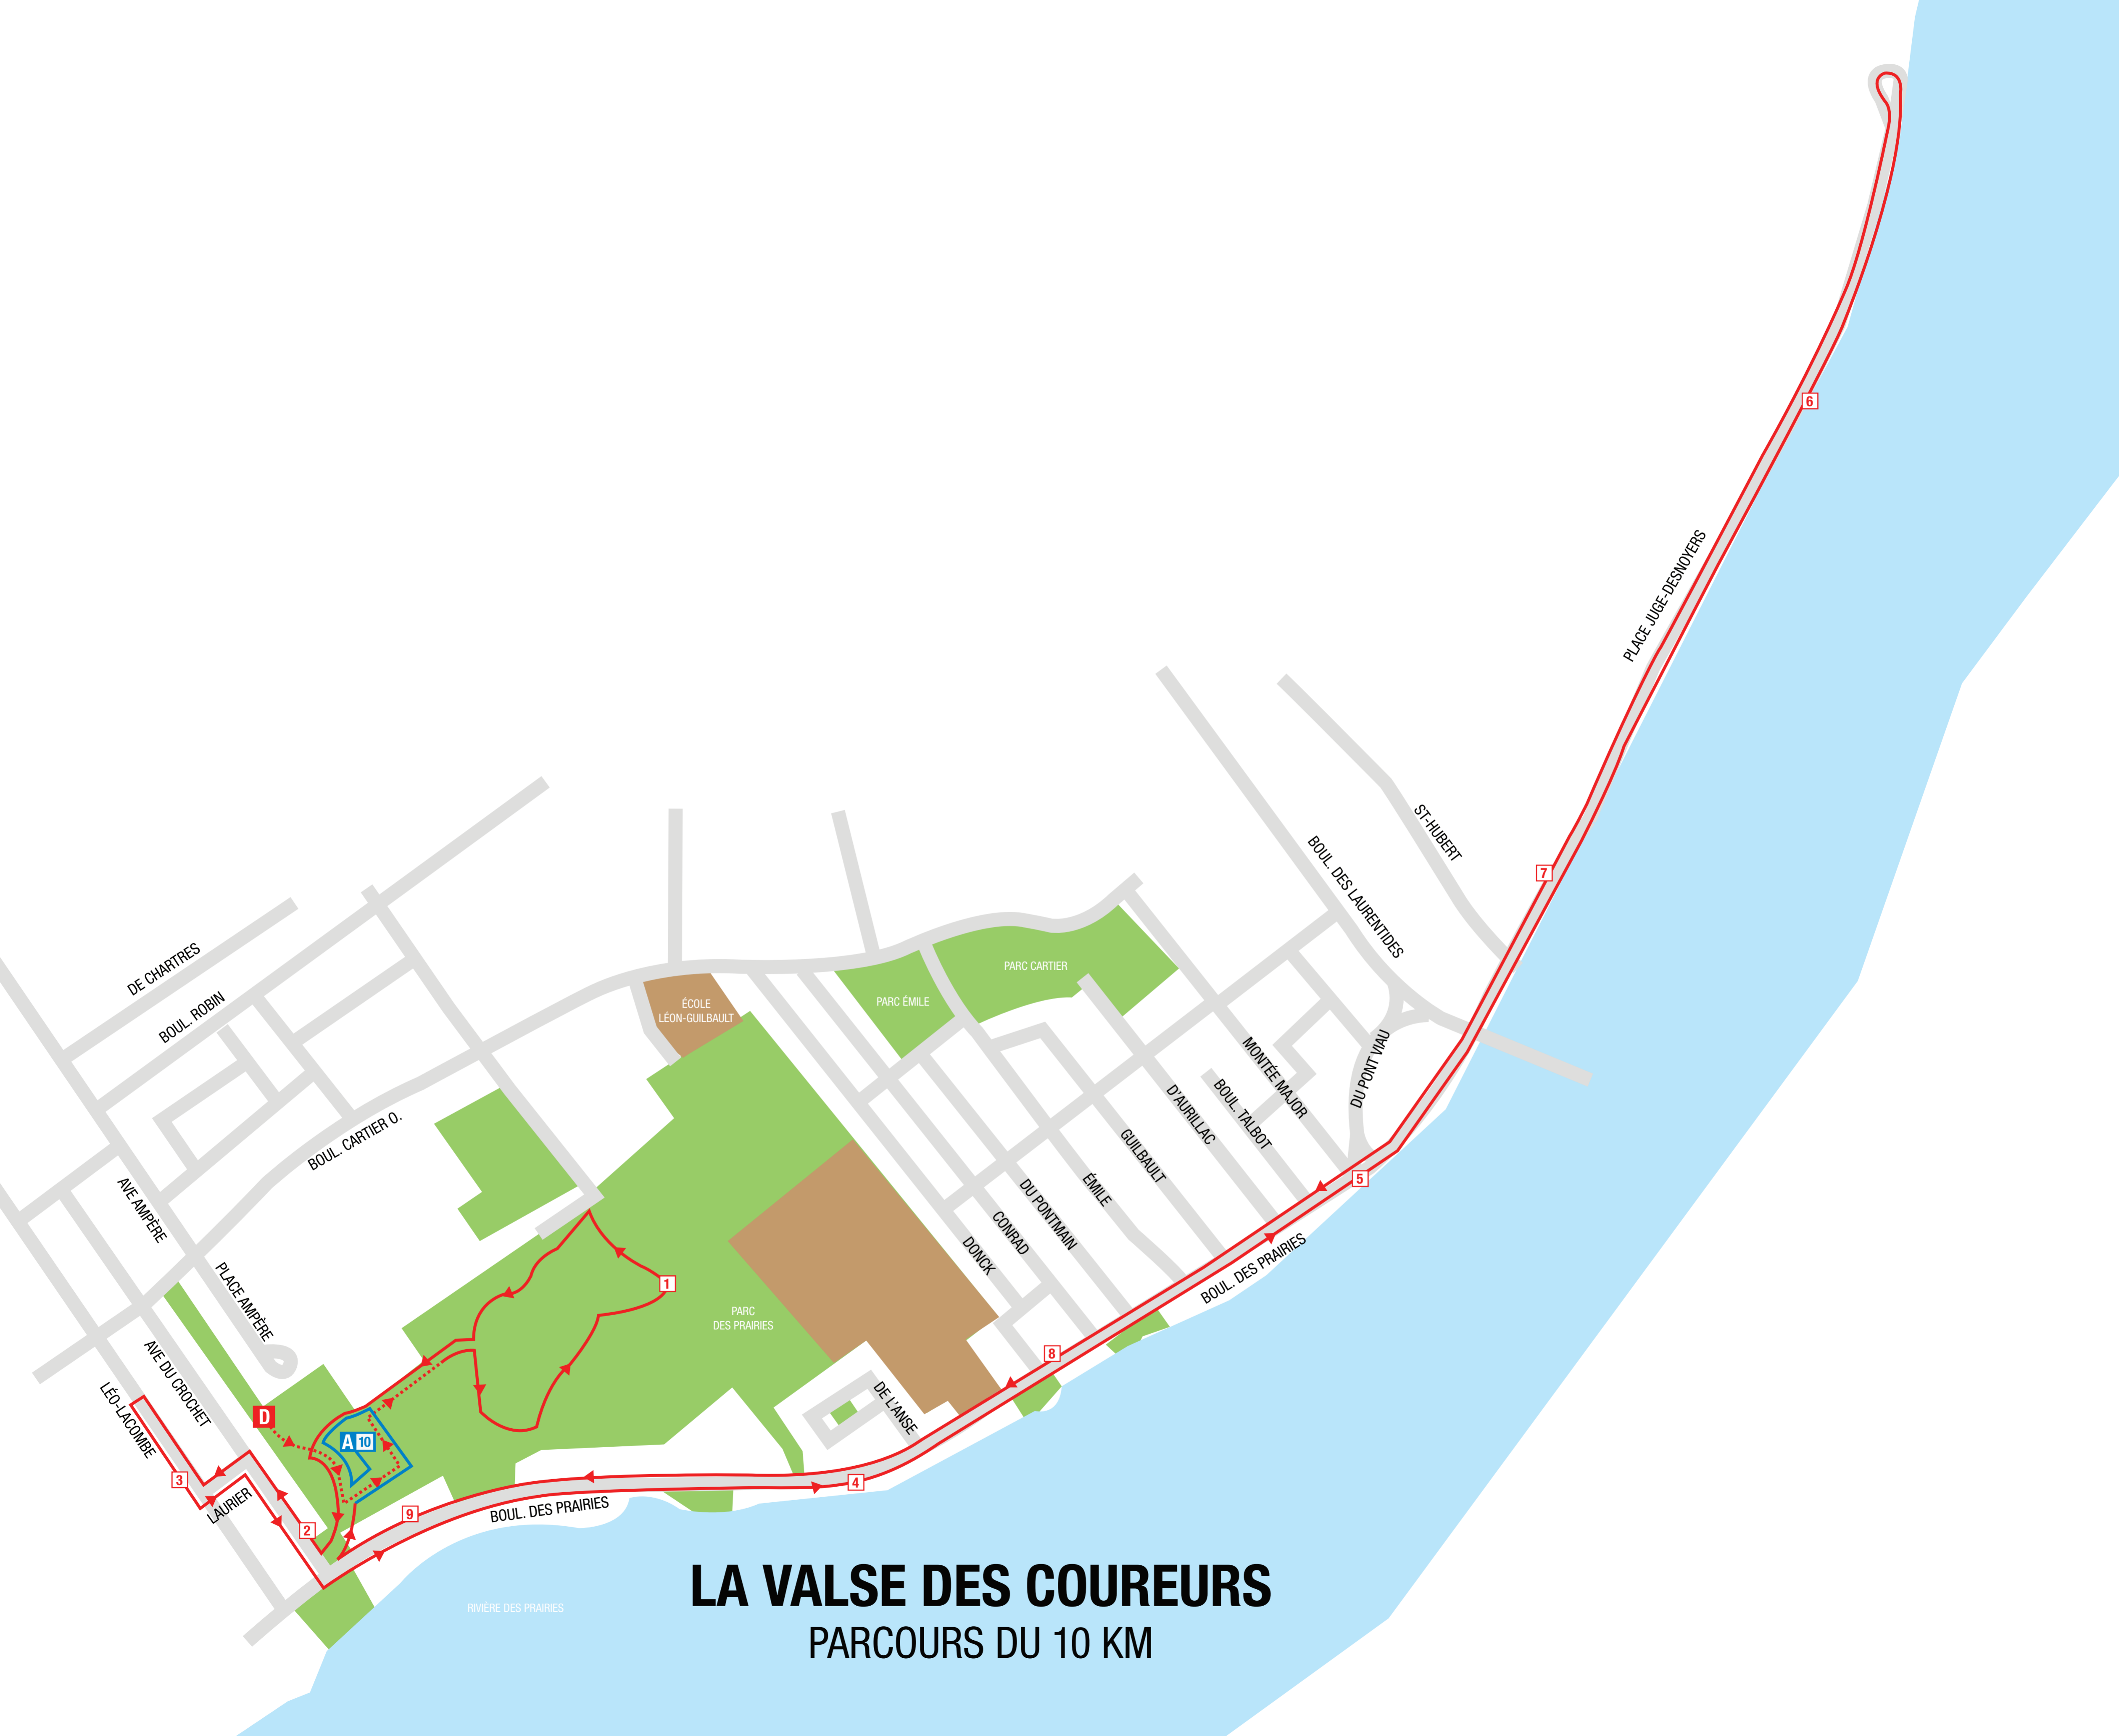 6
PLACE JUGE-DESNOYERS
ST-HUBERT
BOUL. DES LAURENTIDES
7
DE CHARTRES
BOUL. ROBIN
ÉCOLE
LÉON-GUILBAULT
PARC ÉMILE
PARC CARTIER
BOUL. CARTIER O.
DU PONT VIAU
MONTÉE MAJOR
BOUL. TALBOT
D'AURILLAC
GUILBAULT
ÉMILE
DU PONTMAIN
CONRAD
DONCK
5
BOUL. DES PRAIRIES
AVE AMPÈRE
PLACE AMPÈRE
1
PARC
DES PRAIRIES
8
AVE DU CROCHET
LÉO-LACOMBE
D
A 10
DE L'ANSE
3
LAURIER
2
9
4
BOUL. DES PRAIRIES
RIVIÈRE DES PRAIRIES
LA VALSE DES COUREURS
PARCOURS DU 10 KM